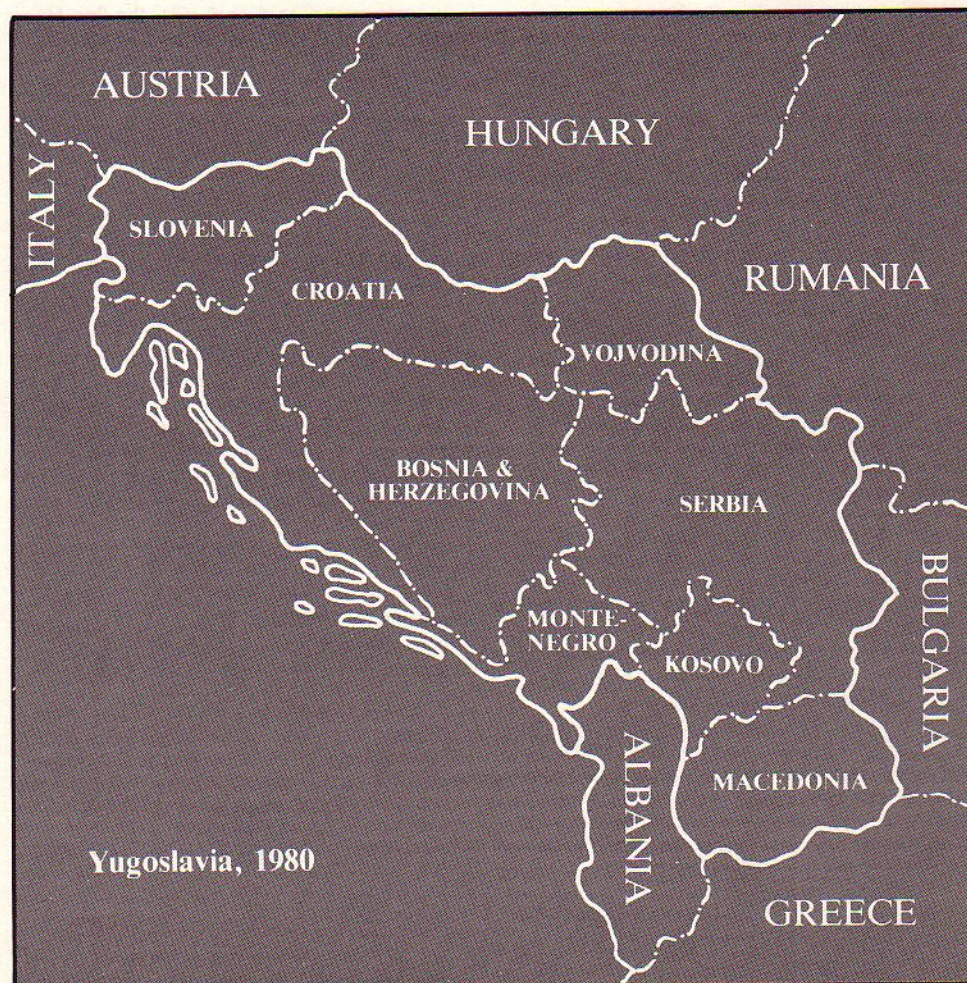 AUSTRIA
HUNGARY
ITALY
SLOVENIA
CROATIA
RUMANIA
VOJVODINA
BOSNIA &
HERZEGOVINA
SERBIA
BULGARIA
MONTE-
NEGRO
KOSOVO
ALBANIA
MACEDONIA
Yugoslavia, 1980
GREECE